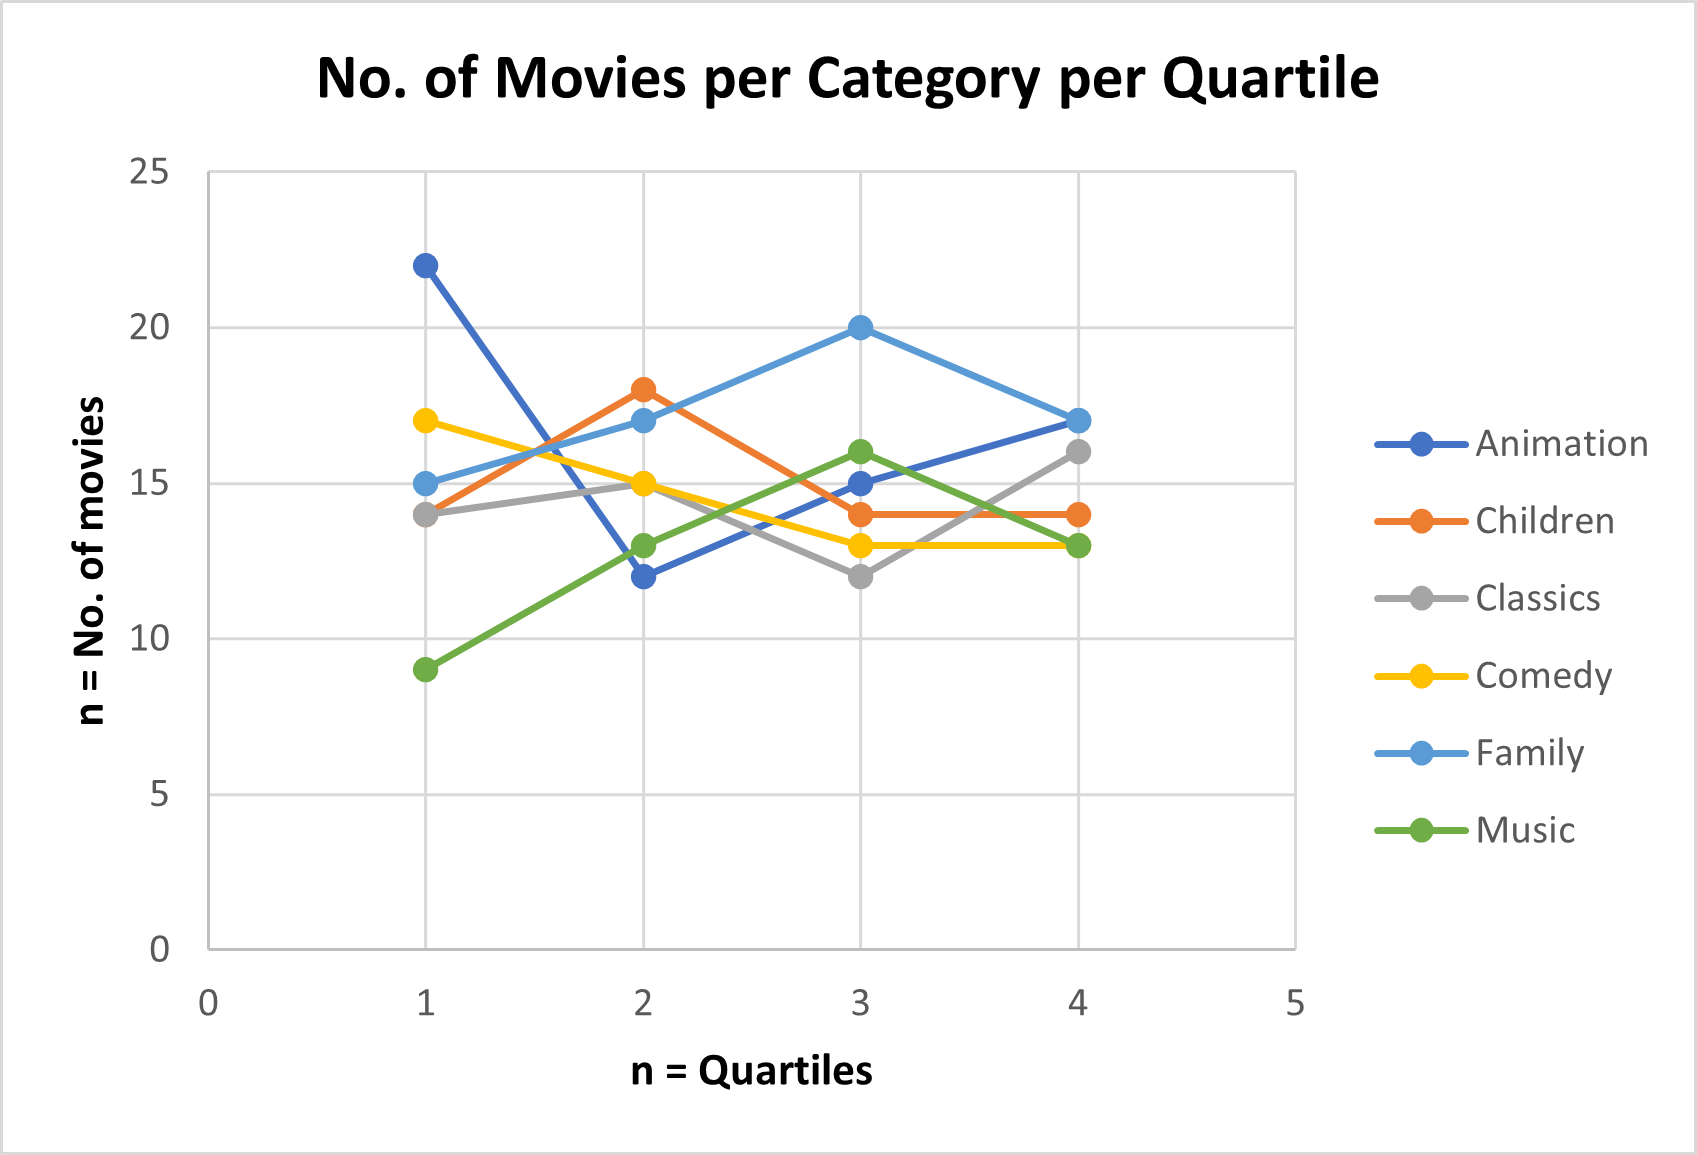 No. of Movies per Category per Quartile
25
20
15
10
5
0
n = No. of movies
0 1 2 3 4 5
n = Quartiles
Animation
Children
Classics
Comedy
Family
Music